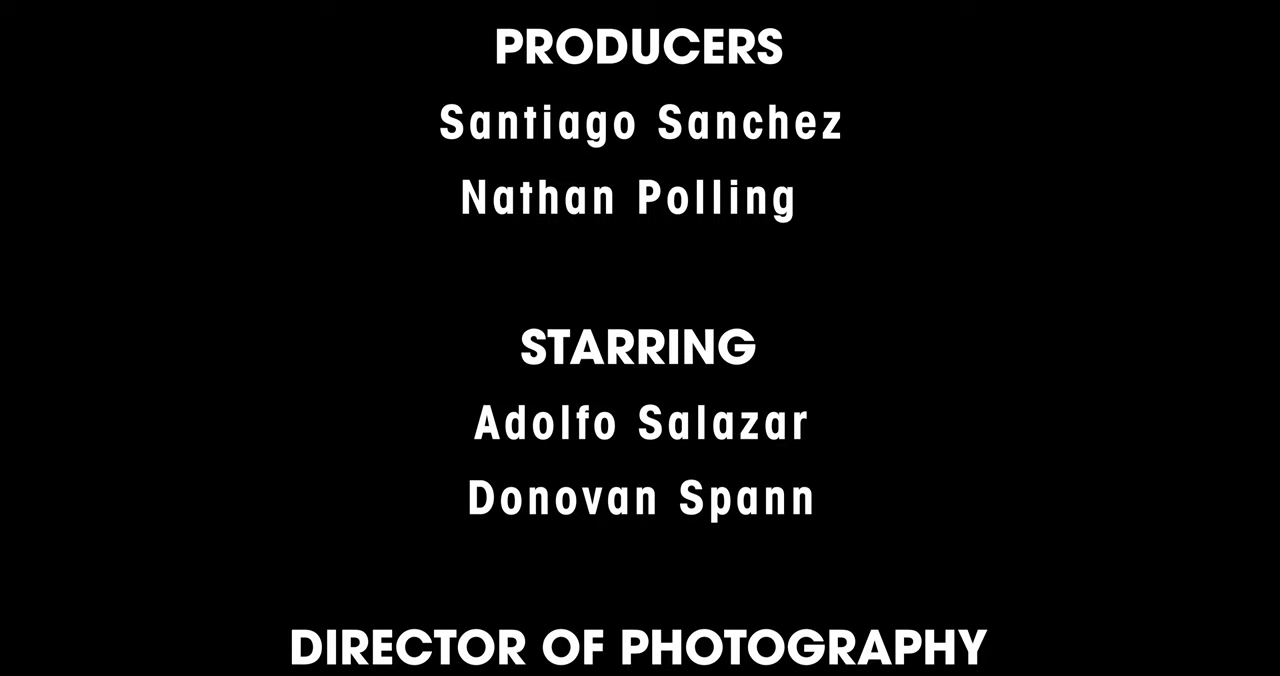 PRODUCERS
Santiago Sanchez
Nathan Polling
STARRING
Adolfo Salazar
Donovan Spann
DIRECTOR OF PHOTOGRAPHY